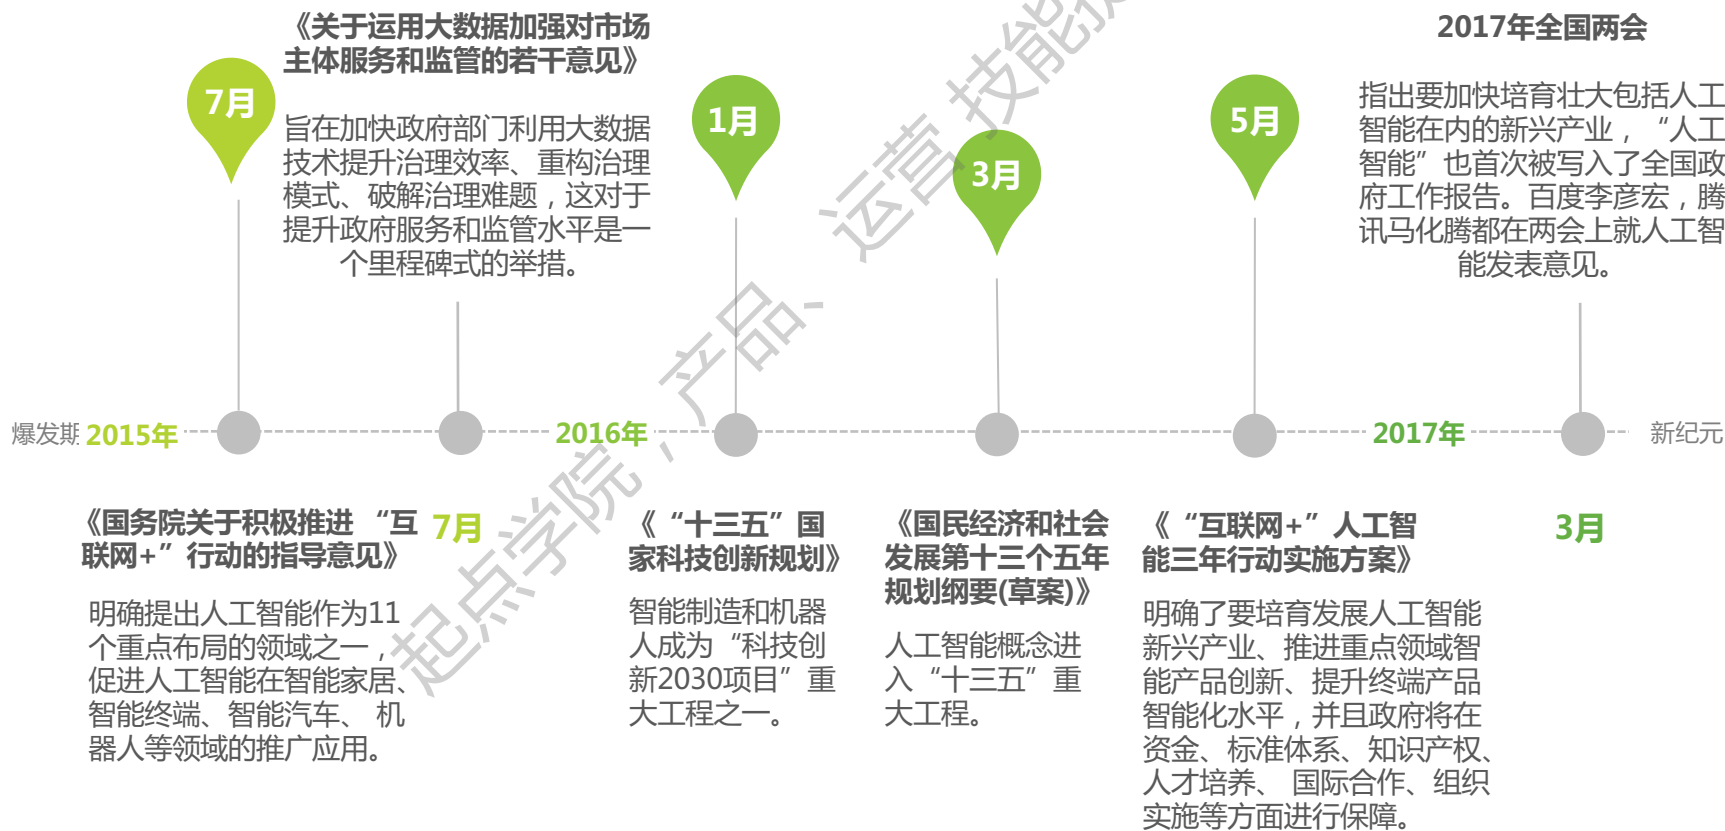 《关于运用大数据加强对市场
主体服务和监管的若干意见》
旨在加快政府部门利用大数据
技术提升治理效率、重构治理
模式、破解治理难题，这对于
提升政府服务和监管水平是一
个里程碑式的举措。
2017年全国两会
指出要加快培育壮大包括人工
智能在内的新兴产业，“人工
智能”也首次被写入了全国政
府工作报告。百度李彦宏，腾
讯马化腾都在两会上就人工智
能发表意见。
7月
1月
3月
5月
爆发期
2015年
2016年
2017年
新纪元
《国务院关于积极推进 “互
联网+”行动的指导意见》
7月
明确提出人工智能作为11
个重点布局的领域之一，
促进人工智能在智能家居、
智能终端、智能汽车、 机
器人等领域的推广应用。
《“十三五”国
家科技创新规划》
智能制造和机器
人成为“科技创
新2030项目”重
大工程之一。
《国民经济和社会
发展第十三个五年
规划纲要(草案)》
人工智能概念进
入“十三五”重
大工程。
《“互联网+”人工智
能三年行动实施方案》
明确了要培育发展人工智能
新兴产业、推进重点领域智
能产品创新、提升终端产品
智能化水平，并且政府将在
资金、标准体系、知识产权、
人才培养、 国际合作、组织
实施等方面进行保障。
3月
起点学院，产品、运营 技能